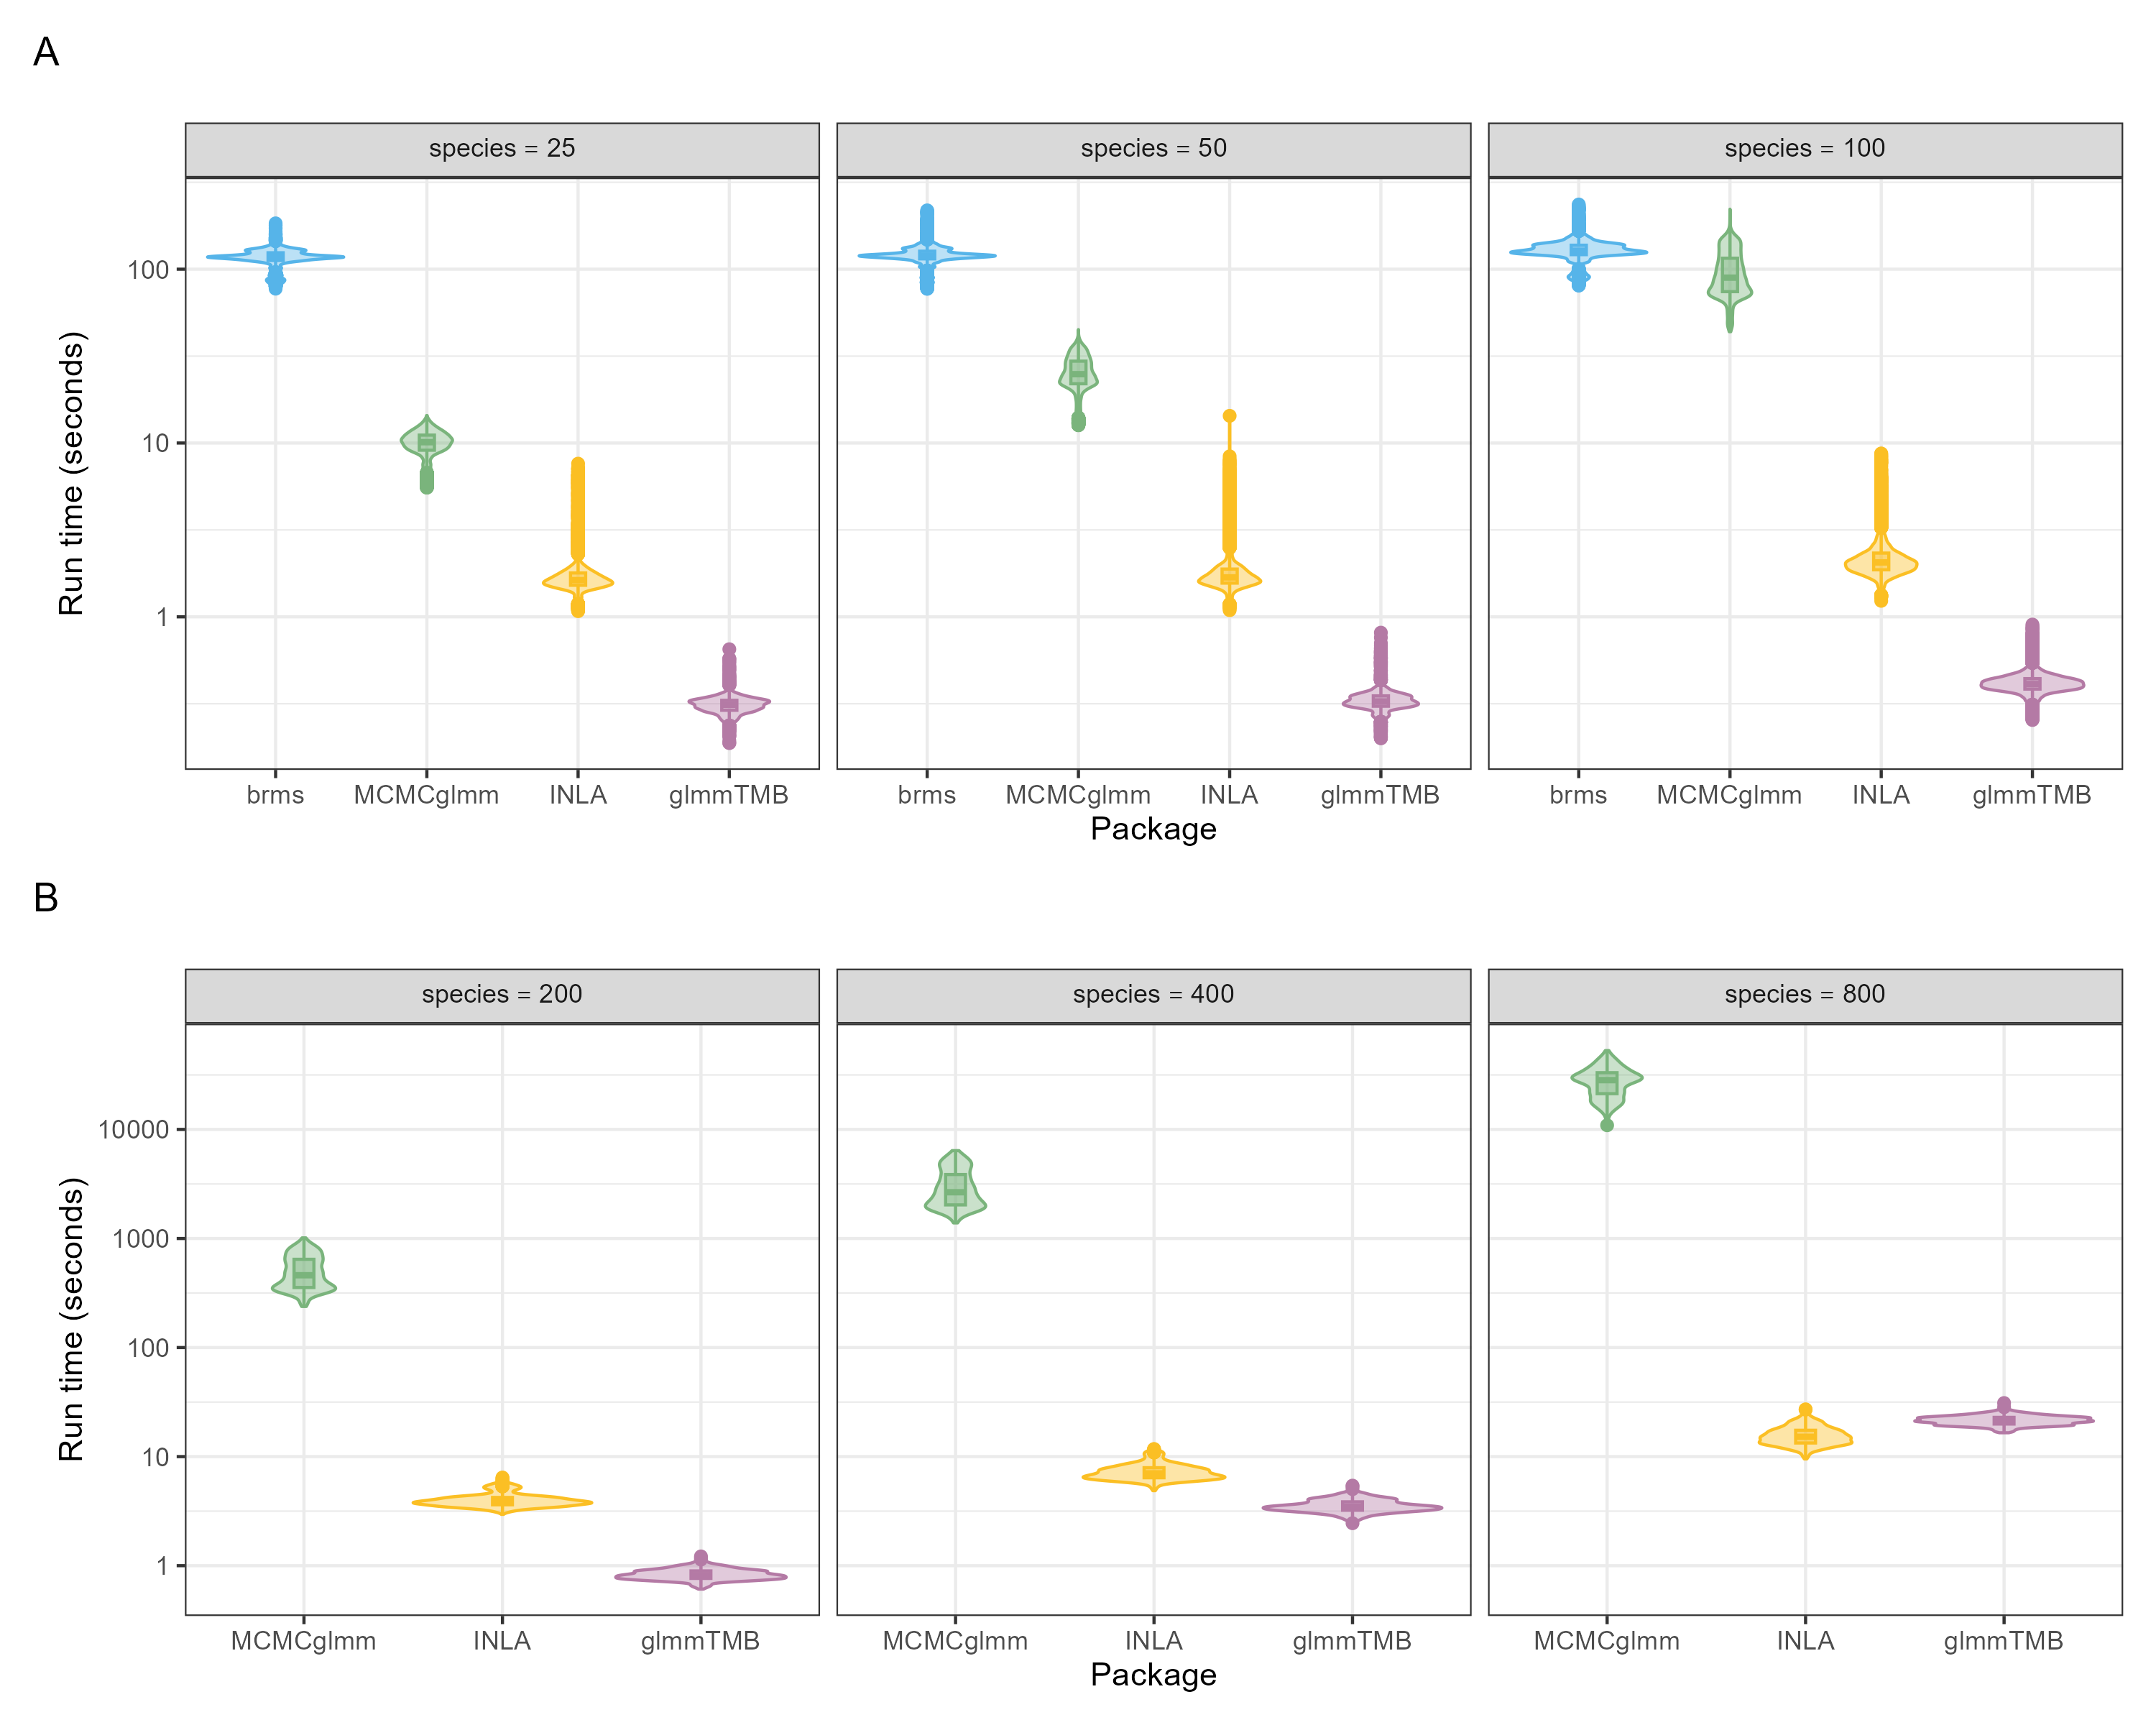 A
species = 25
species = 50
species = 100
Run time (seconds)
100
10
1
brms MCMCglmm INLA glmmTMB
brms MCMCglmm INLA glmmTMB
brms MCMCglmm INLA glmmTMB
Package
B
species = 200
species = 400
species = 800
Run time (seconds)
10000
1000
100
10
1
MCMCglmm INLA glmmTMB
MCMCglmm INLA glmmTMB
MCMCglmm INLA glmmTMB
Package